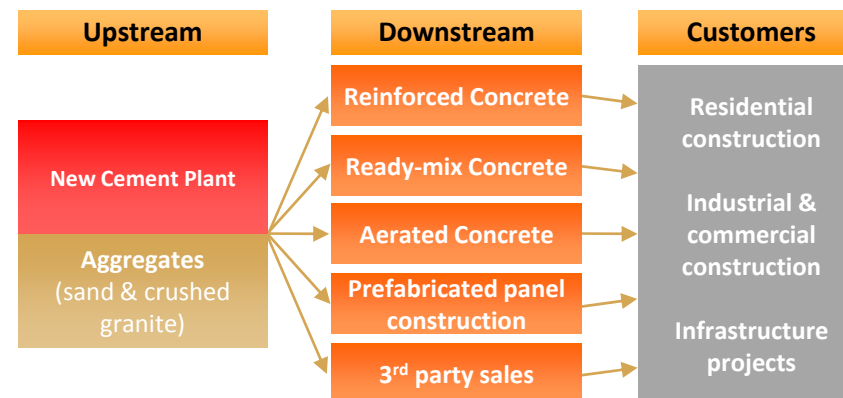 Upstream
New Cement Plant
Aggregates
(sand & crushed
granite)
Downstream
Reinforced Concrete
Ready-mix Concrete
Aerated Concrete
Prefabricated panel
construction
3rd party sales
Customers
Residential
construction
Industrial &
commercial
construction
Infrastructure
projects